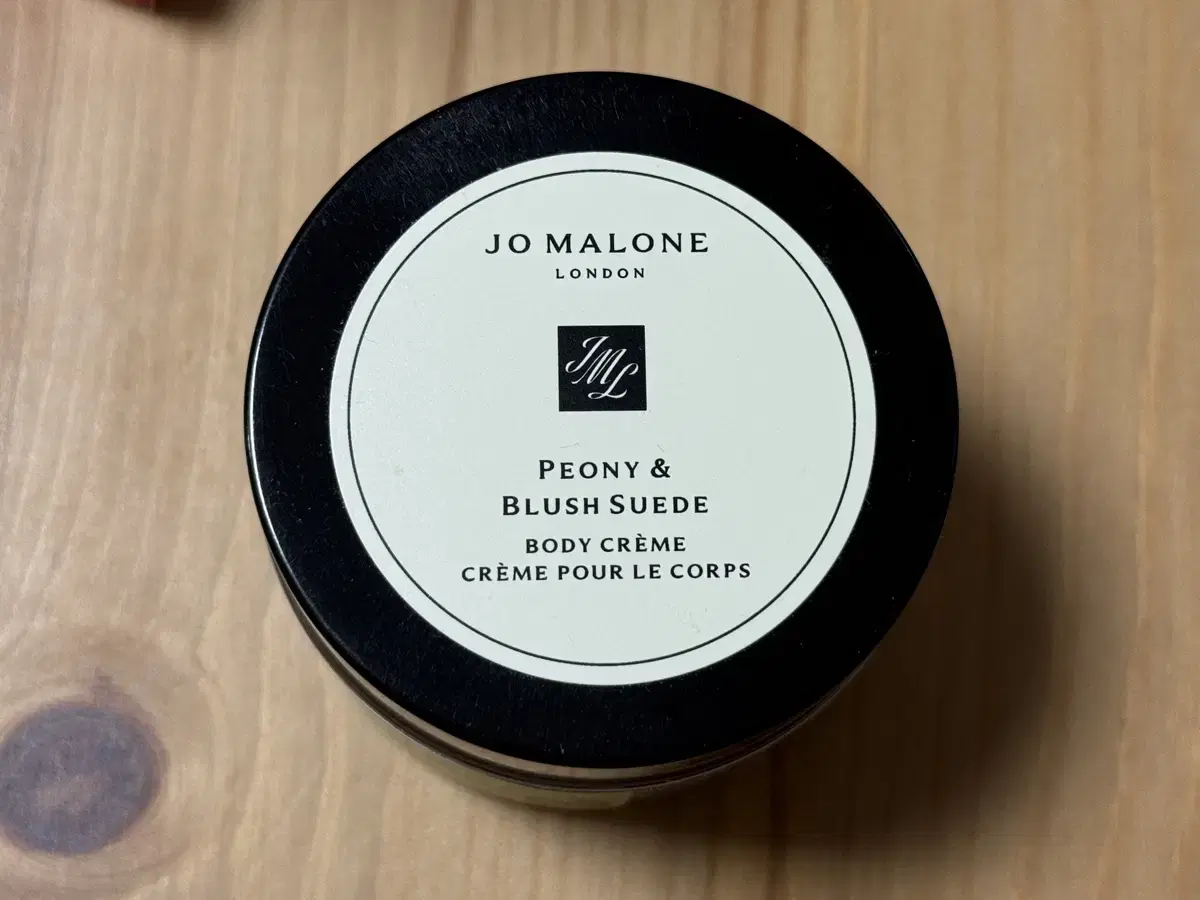 JO MALONE
LONDON
JML
PEONY &
BLUSH SUEDE
BODY CRÈME
CRÈME POUR LE CORPS